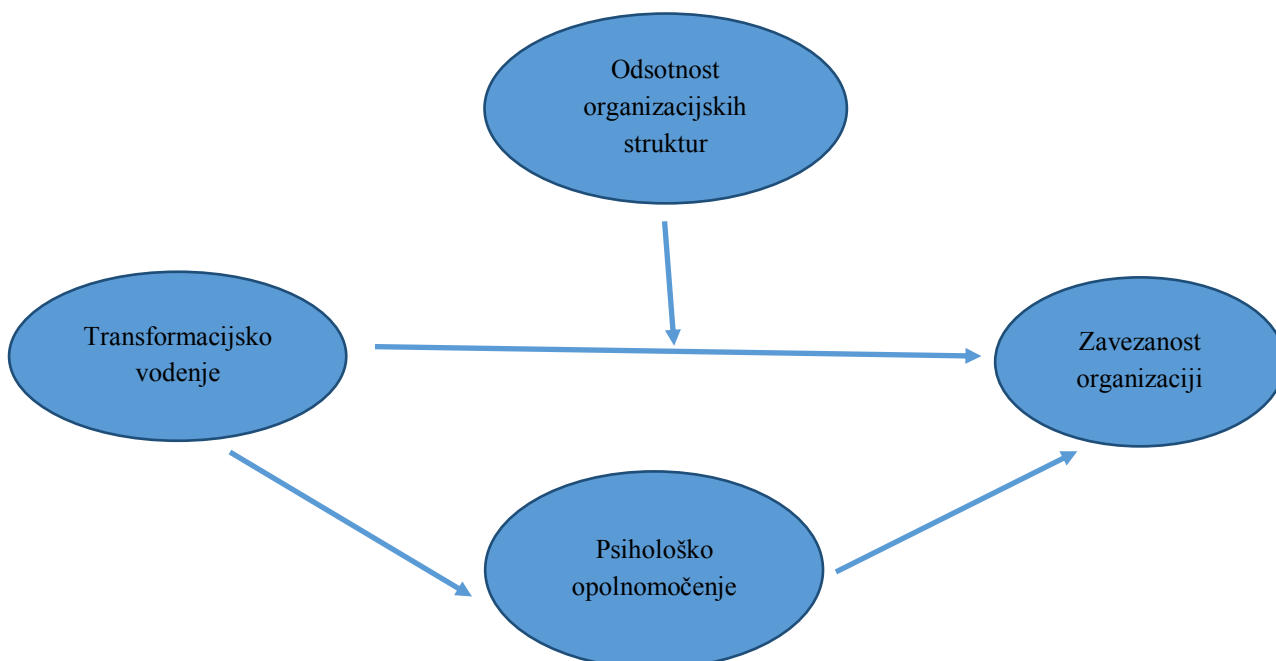 Odsotnost
organizacijskih
struktur
Transformacijsko
vodenje
Zavezanost
organizaciji
Psihološko
opolnomočenje